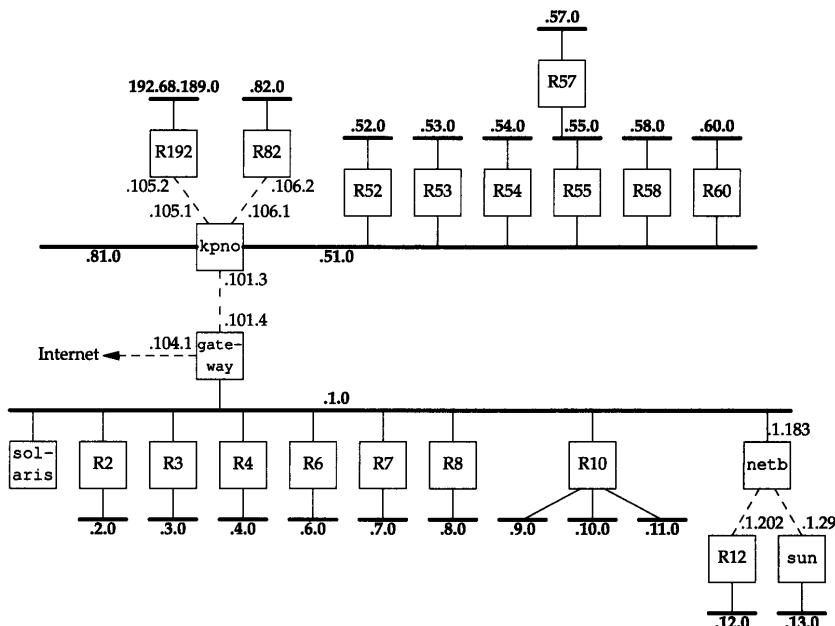 .57.0
R57
192.68.189.0 .82.0
.52.0 .53.0 .54.0 .55.0 .58.0 .60.0
R192 R82
R52 R53 R54 R55 R58 R60
.105.2 .106.2
.105.1 .106.1
kpno
.81.0 .51.0
.101.3
.101.4
Internet .104.1 gate-
way
.1.0
.1.183
sol-
aris
R2 R3 R4 R6 R7 R8 R10 netb
.2.0 .3.0 .4.0 .6.0 .7.0 .8.0 .9.0 .10.0 .11.0
.1.202 .1.29
R12 sun
.12.0 .13.0